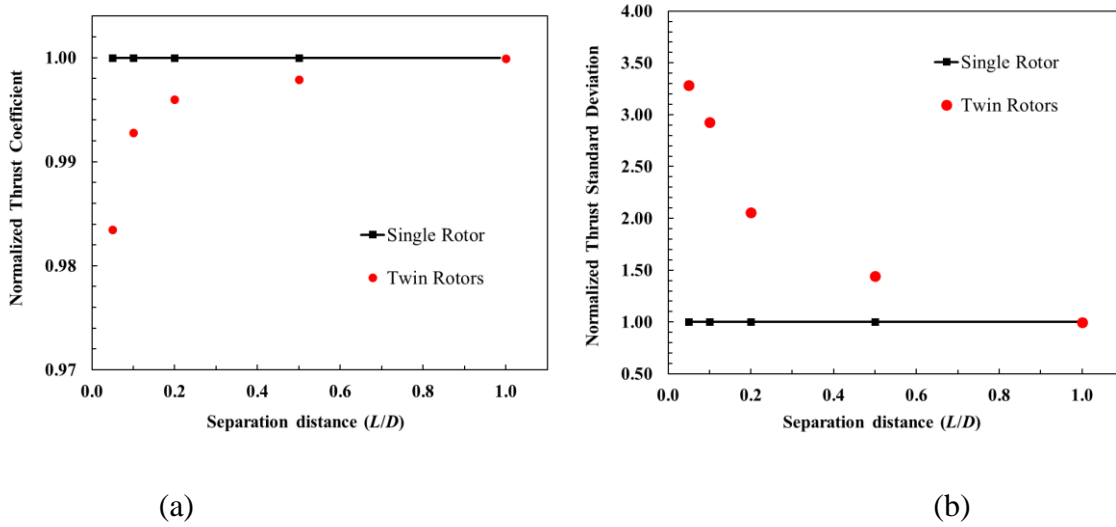 Normalized Thrust Coefficient
1.00
0.99
0.98
0.97
0.0 0.2 0.4 0.6 0.8 1.0
Separation distance (L/D)
Single Rotor
Twin Rotors
(a)
Normalized Thrust Standard Deviation
4.00
3.50
3.00
2.50
2.00
1.50
1.00
0.50
0.0 0.2 0.4 0.6 0.8 1.0
Separation distance (L/D)
Single Rotor
Twin Rotors
(b)